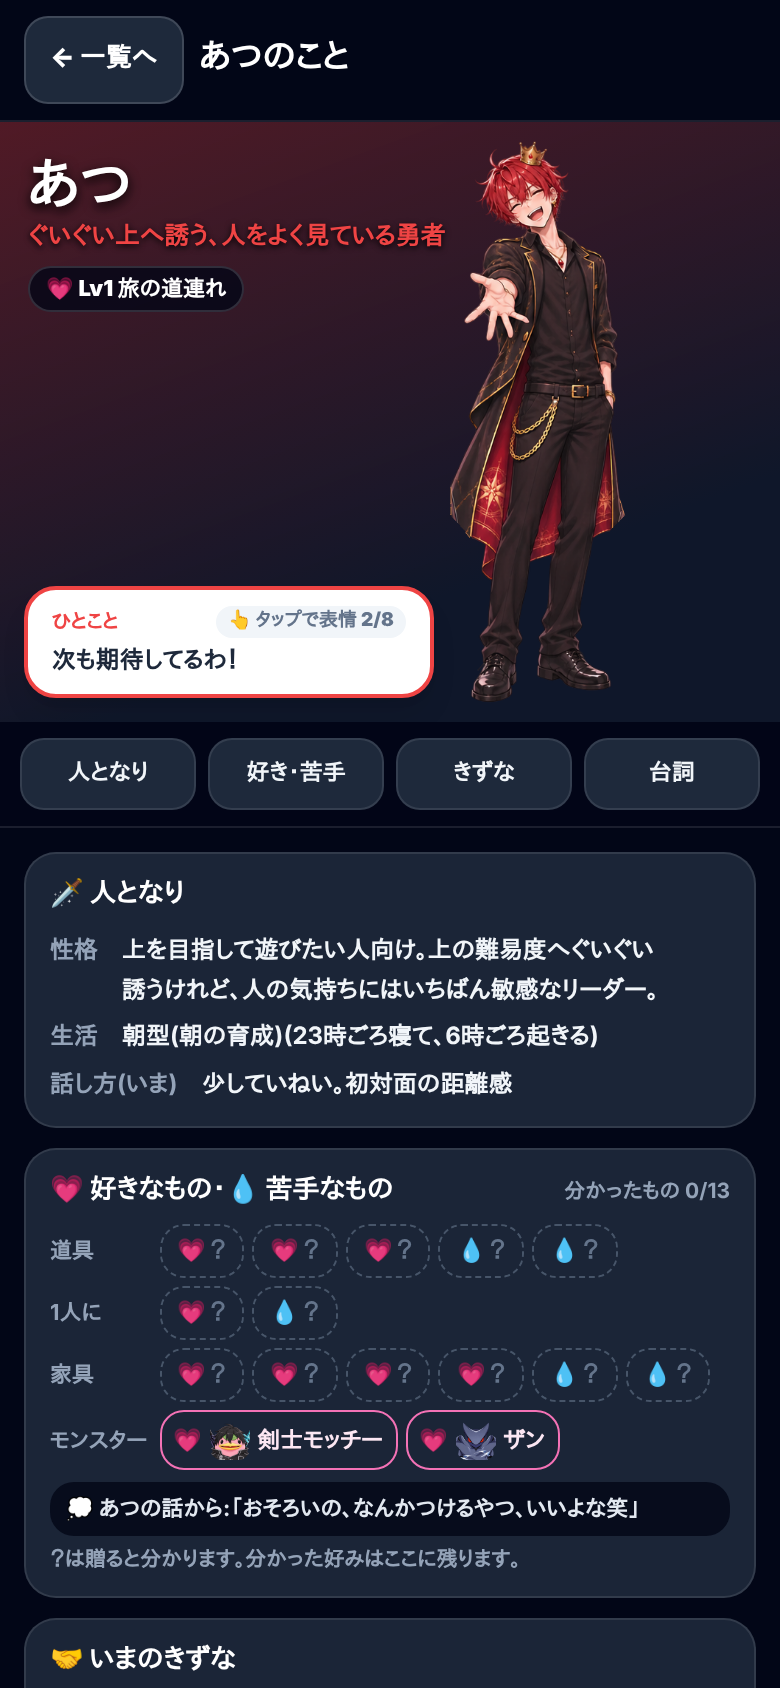 ← 一覧へ あつのこと
あつ
ぐいぐい上へ誘う、人をよく見ている勇者
Lv1 旅の道連れ
ひとこと タップで表情 2/8
次も期待してるわ!
人となり 好き·苦手 きずな 台詞
人となり
性格 上を目指して遊びたい人向け。上の難易度へぐいぐい
誘うけれど、人の気持ちにはいちばん敏感なリーダー。
生活 朝型(朝の育成)(23時ごろ寝て、6時ごろ起きる)
話し方(いま) 少していねい。初対面の距離感
好きなもの· 苦手なもの 分かったもの 0/13
道具 ? ? ? ? ?
1人に ? ?
家具 ? ? ? ? ? ?
モンスター 剣士モッチー ザン
あつの話から:「おそろいの、なんかつけるやつ、いいよな笑」
?は贈ると分かります。分かった好みはここに残ります。
いまのきずな